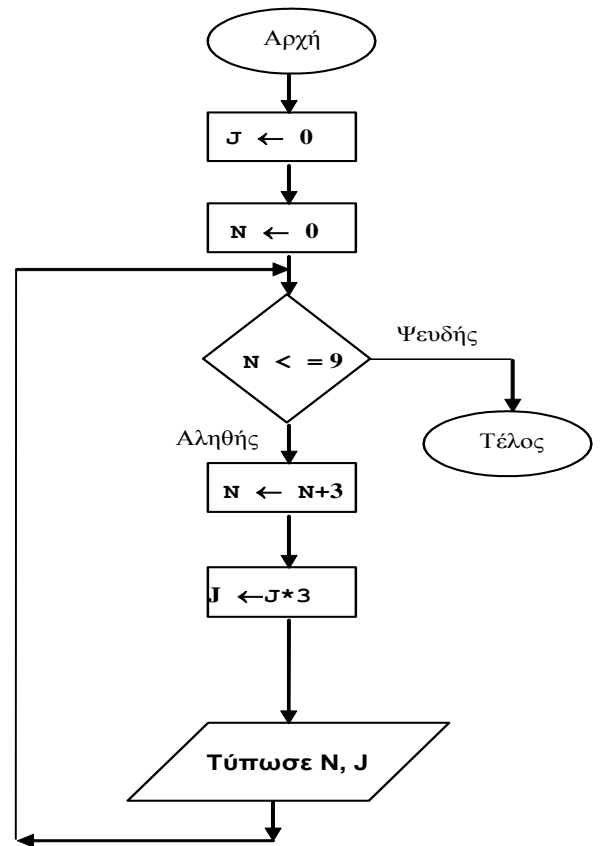 Αρχή
J ← 0
N ← 0
N < = 9
Ψευδής
Αληθής
Τέλος
N ← N+3
J ←J*3
Τύπωσε N, J